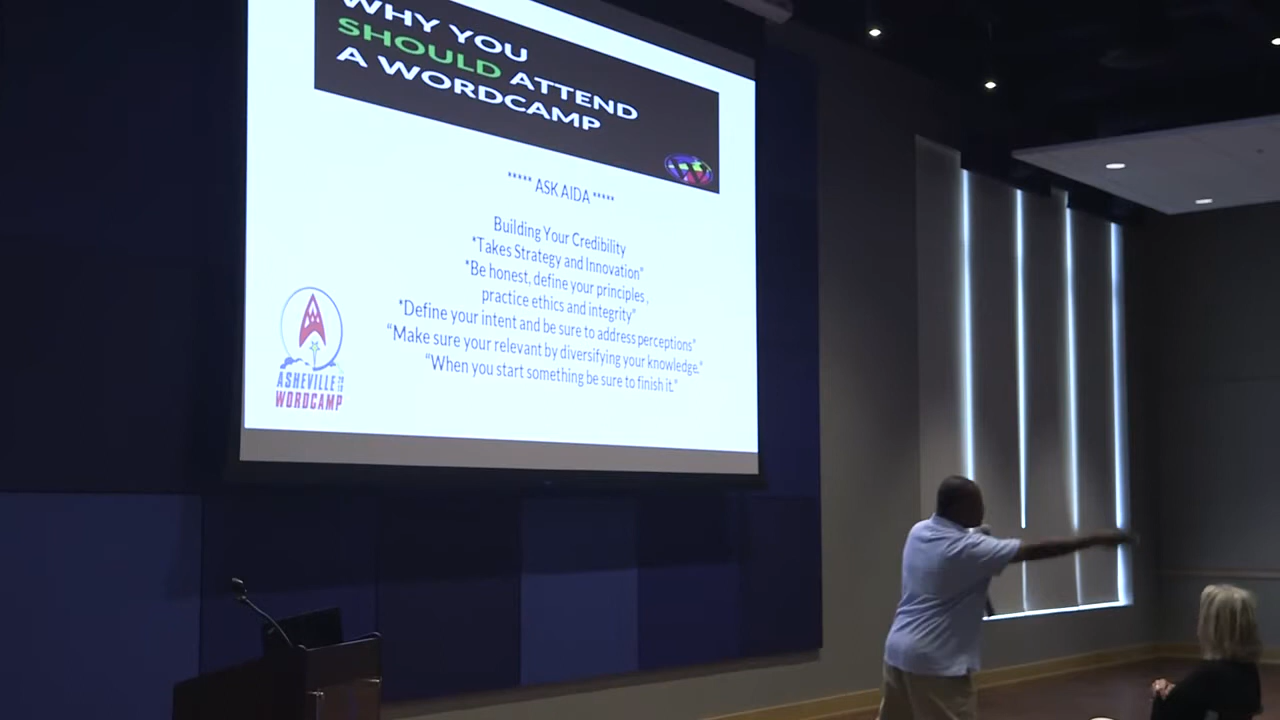 WHY YOU
SHOULD ATTEND
A WORDCAMP
***** ASK AIDA *****
Building Your Credibility
"Takes Strategy and Innovation"
"Be honest, define your principles,
practice ethics and integrity"
"Define your intent and be sure to address perceptions"
"Make sure your relevant by diversifying your knowledge."
"When you start something be sure to finish it."
ASHEVILLE
WORDCAMP